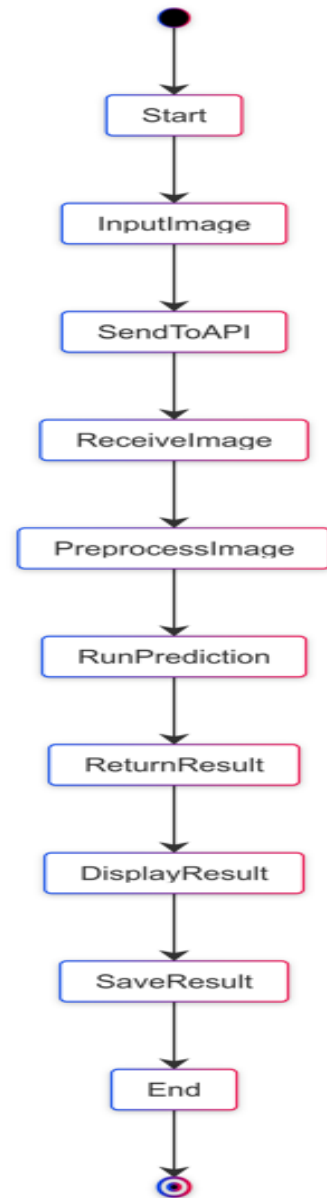 Start
InputImage
SendToAPI
ReceiveImage
PreprocessImage
RunPrediction
ReturnResult
DisplayResult
SaveResult
End